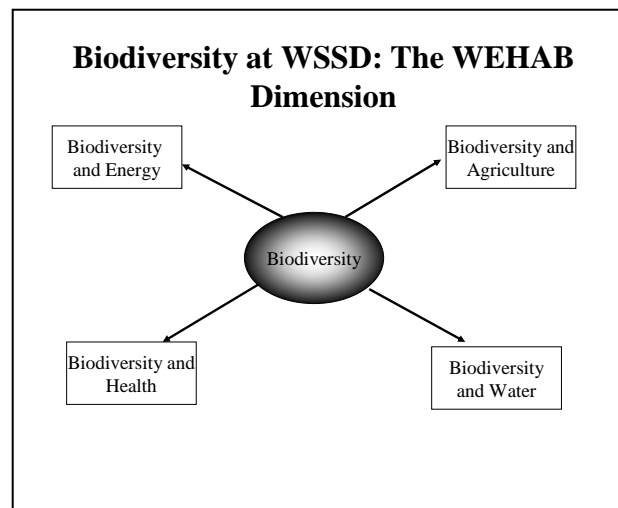 Biodiversity at WSSD: The WEHAB
Dimension
Biodiversity
and Energy
Biodiversity and
Agriculture
Biodiversity
Biodiversity and
Health
Biodiversity
and Water